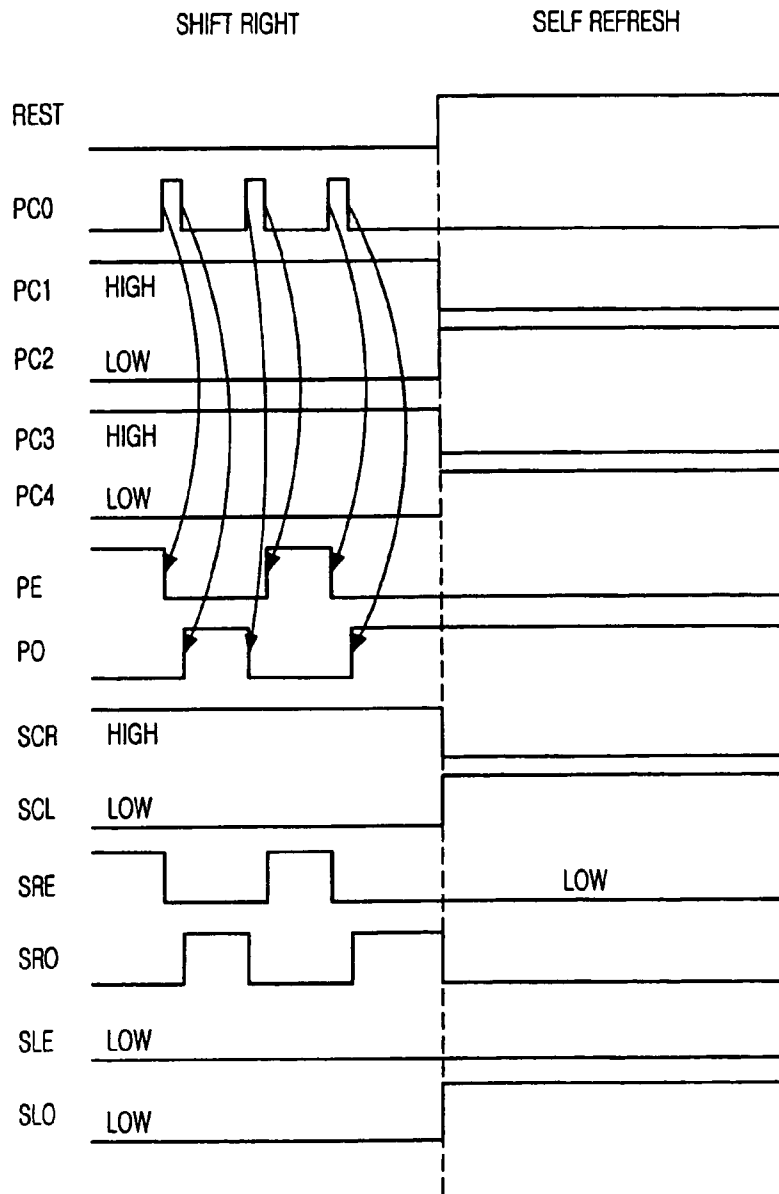 SHIFT RIGHT SELF REFRESH
REST
PC0
PC1 HIGH
PC2 LOW
PC3 HIGH
PC4 LOW
PE
PO
SCR HIGH
SCL LOW
SRE LOW
SRO
SLE LOW
SLO LOW